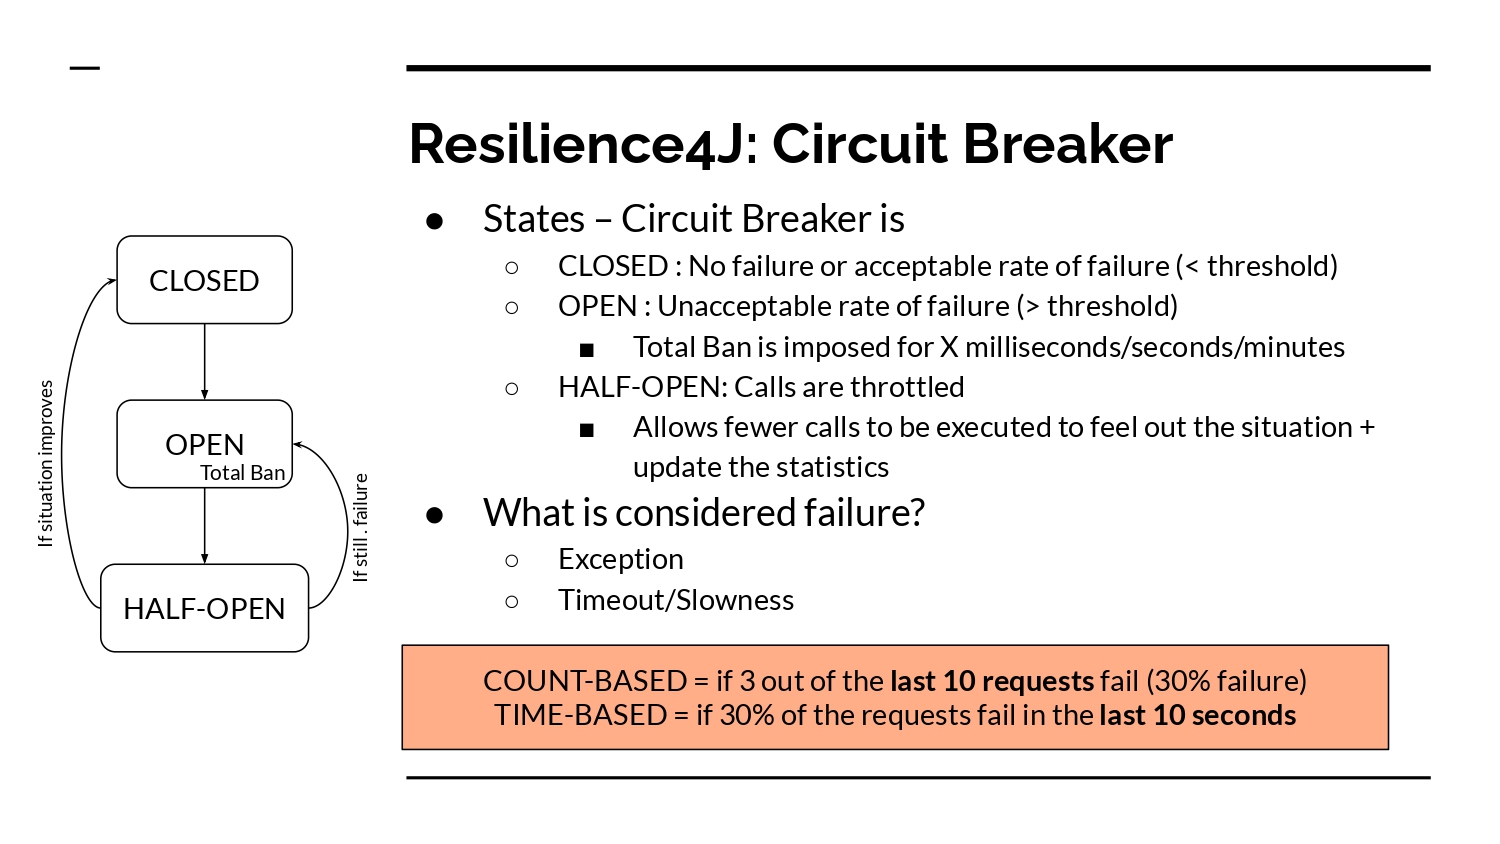 Resilience4J: Circuit Breaker
● States – Circuit Breaker is
○ CLOSED : No failure or acceptable rate of failure (< threshold)
○ OPEN : Unacceptable rate of failure (> threshold)
■ Total Ban is imposed for X milliseconds/seconds/minutes
○ HALF-OPEN: Calls are throttled
■ Allows fewer calls to be executed to feel out the situation +
update the statistics
● What is considered failure?
○ Exception
○ Timeout/Slowness
COUNT-BASED = if 3 out of the last 10 requests fail (30% failure)
TIME-BASED = if 30% of the requests fail in the last 10 seconds
CLOSED
OPEN
Total Ban
HALF-OPEN
If situation improves
If still . failure